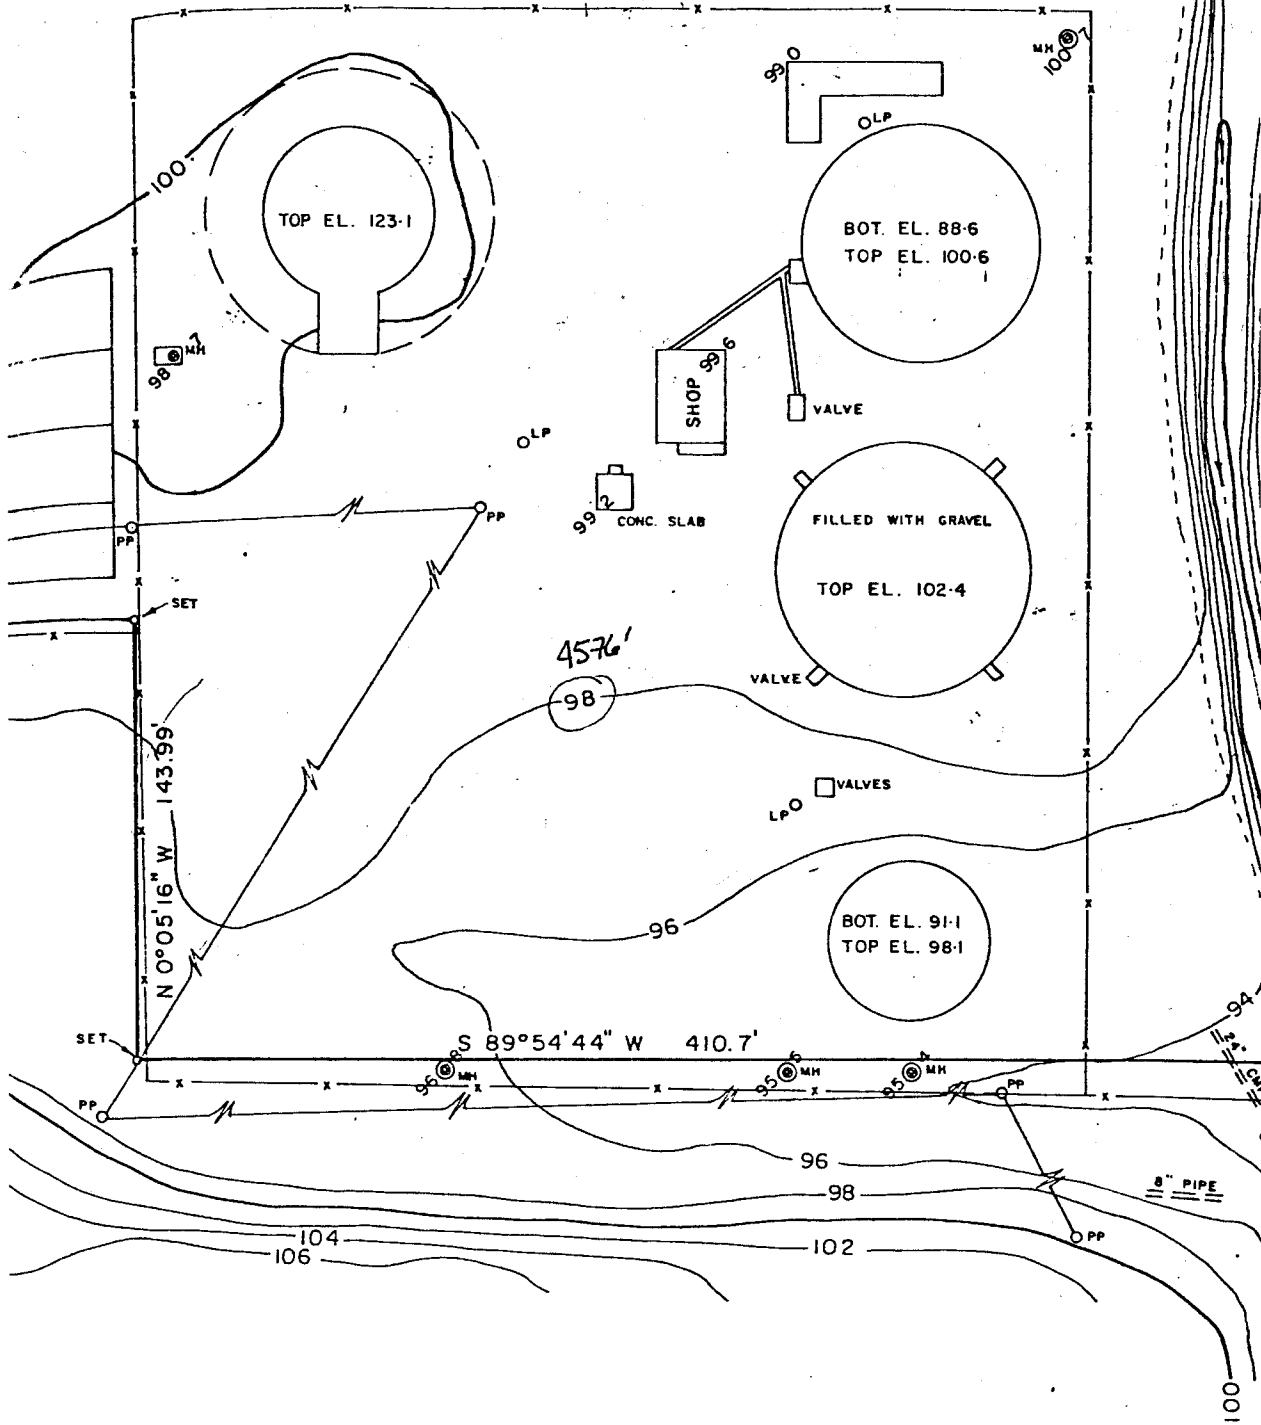 MH
100.7
99.0
LP
100
TOP EL. 123.1
BOT. EL. 88.6
TOP EL. 100.6
MH
98.7
99.6
SHOP
VALVE
LP
PP
PP
99.2
CONC. SLAB
FILLED WITH GRAVEL
TOP EL. 102.4
SET
4576'
98
VALVE
N 0°05'16" W 143.99'
VALVES
LP
96
BOT. EL. 91.1
TOP EL. 98.1
94
24" CM
SET
S 89°54'44" W 410.7'
96.8
MH
95.6
MH
95.4
MH
PP
PP
96
8" PIPE
98
PP
104
102
106
100